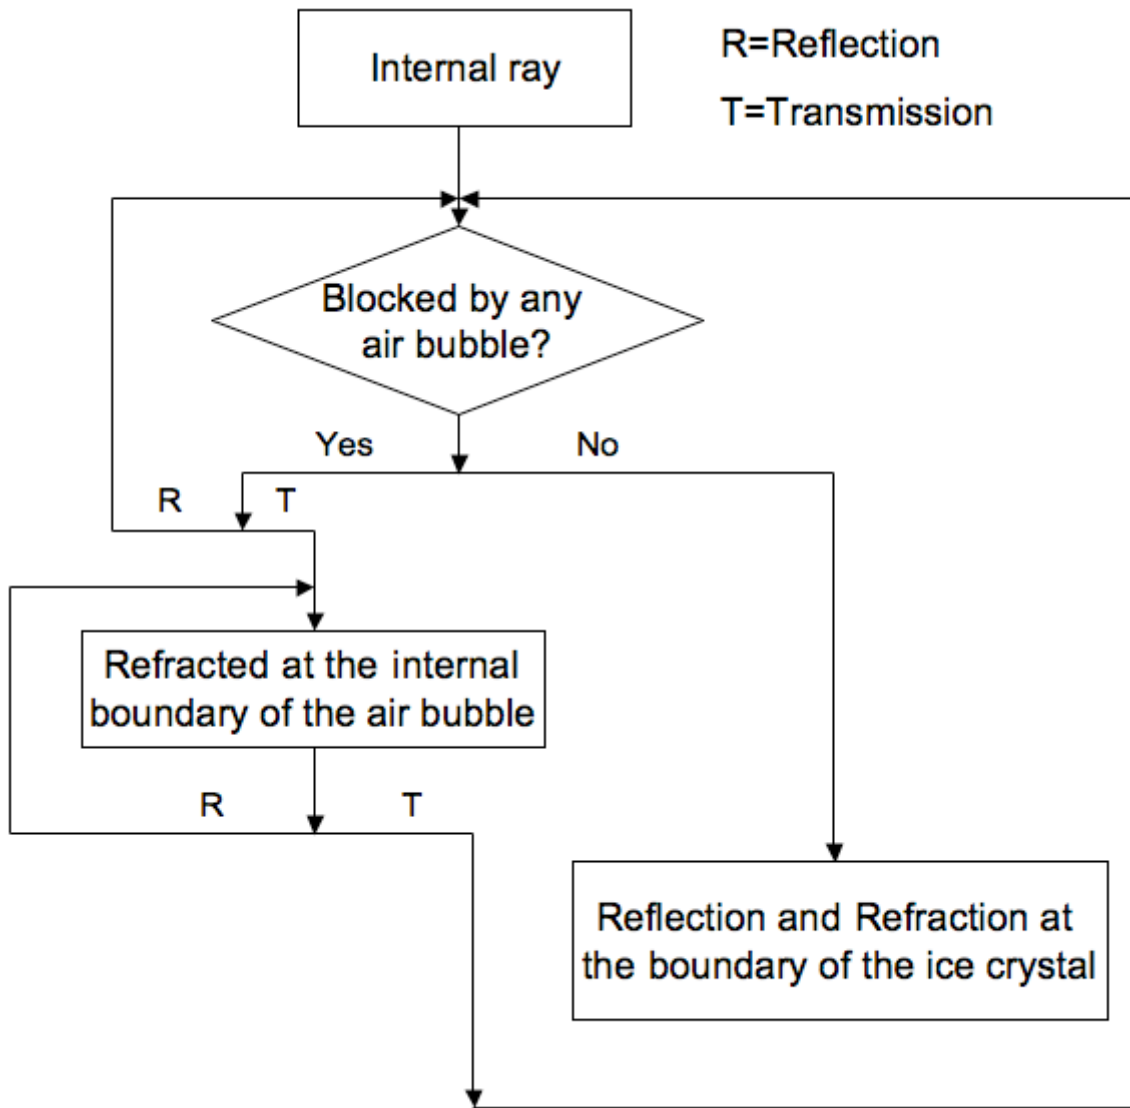 Internal ray
R=Reflection
T=Transmission
Blocked by any
air bubble?
Yes
No
R
T
Refracted at the internal
boundary of the air bubble
R
T
Reflection and Refraction at
the boundary of the ice crystal